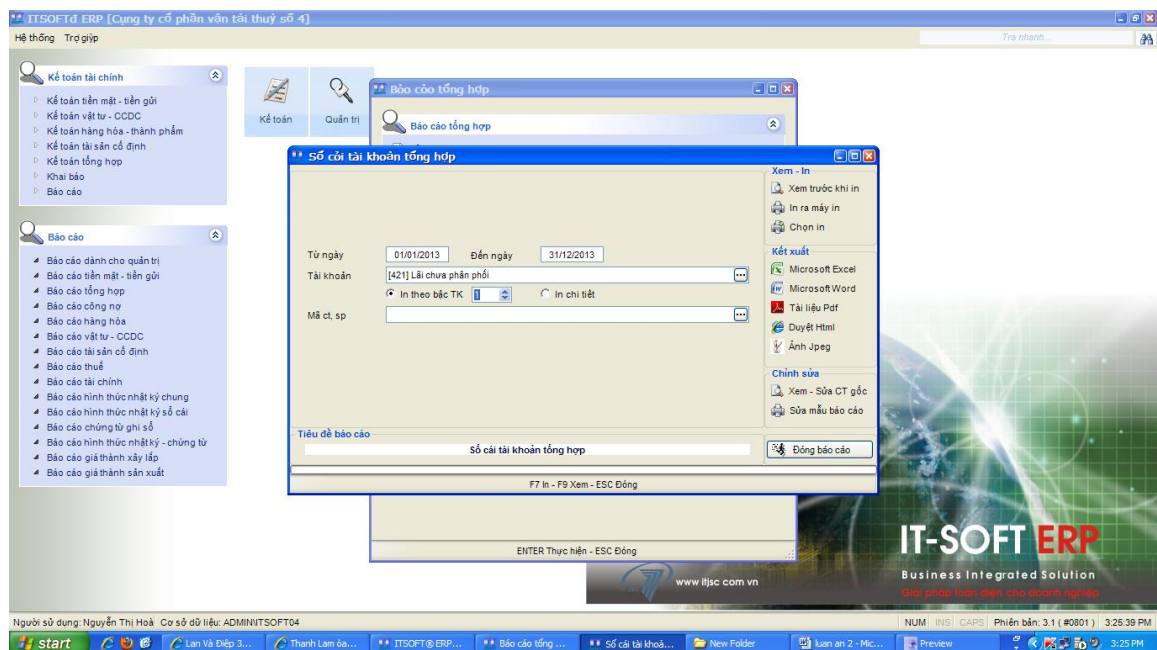 ITSOFTđ ERP [Cụng ty cổ phần vận tải thuỷ số 4]
Hệ thống Trợ giỳp
Tra nhanh...
Kế toán tài chính
Kế toán tiền mặt - tiền gửi
Kế toán vật tư - CCDC
Kế toán hàng hóa - thành phẩm
Kế toán tài sản cố định
Kế toán tổng hợp
Khai báo
Báo cáo
Kế toán
Quản trị
Báo cáo
Báo cáo dành cho quản trị
Báo cáo tiền mặt - tiền gửi
Báo cáo tổng hợp
Báo cáo công nợ
Báo cáo hàng hóa
Báo cáo vật tư - CCDC
Báo cáo tài sản cố định
Báo cáo thuế
Báo cáo tài chính
Báo cáo hình thức nhật ký chung
Báo cáo hình thức nhật ký sổ cái
Báo cáo chứng từ ghi sổ
Báo cáo hình thức nhật ký - chứng từ
Báo cáo giá thành xây lắp
Báo cáo giá thành sản xuất
Bỏo cỏo tổng hợp
Báo cáo tổng hợp
Sổ cỏi tài khoản tổng hợp
Từ ngày 01/01/2013 Đến ngày 31/12/2013
Tài khoản [421] Lãi chưa phân phối
In theo bậc TK 1 In chi tiết
Mã ct, sp
Xem - In
Xem trước khi in
In ra máy in
Chọn in
Kết xuất
Microsoft Excel
Microsoft Word
Tài liệu Pdf
Duyệt Html
Ảnh Jpeg
Chỉnh sửa
Xem - Sửa CT gốc
Sửa mẫu báo cáo
Tiêu đề báo cáo
Sổ cái tài khoản tổng hợp
Đóng báo cáo
F7 In - F9 Xem - ESC Đóng
ENTER Thực hiện - ESC Đóng
www itjsc com vn
IT-SOFT ERP
Business Integrated Solution
Giải pháp toàn diện cho doanh nghiệp
Người sử dụng: Nguyễn Thị Hoà Cơ sở dữ liệu: ADMIN\ITSOFT04
NUM INS CAPS Phiên bản: 3.1 ( #0801 ) 3:25:39 PM
start Lan Và Điệp 3... Thanh Lam òa... ITSOFT® ERP... Báo cáo tổng ... Sổ cái tài khoả... New Folder luan an 2 - Mic... Preview 3:25 PM